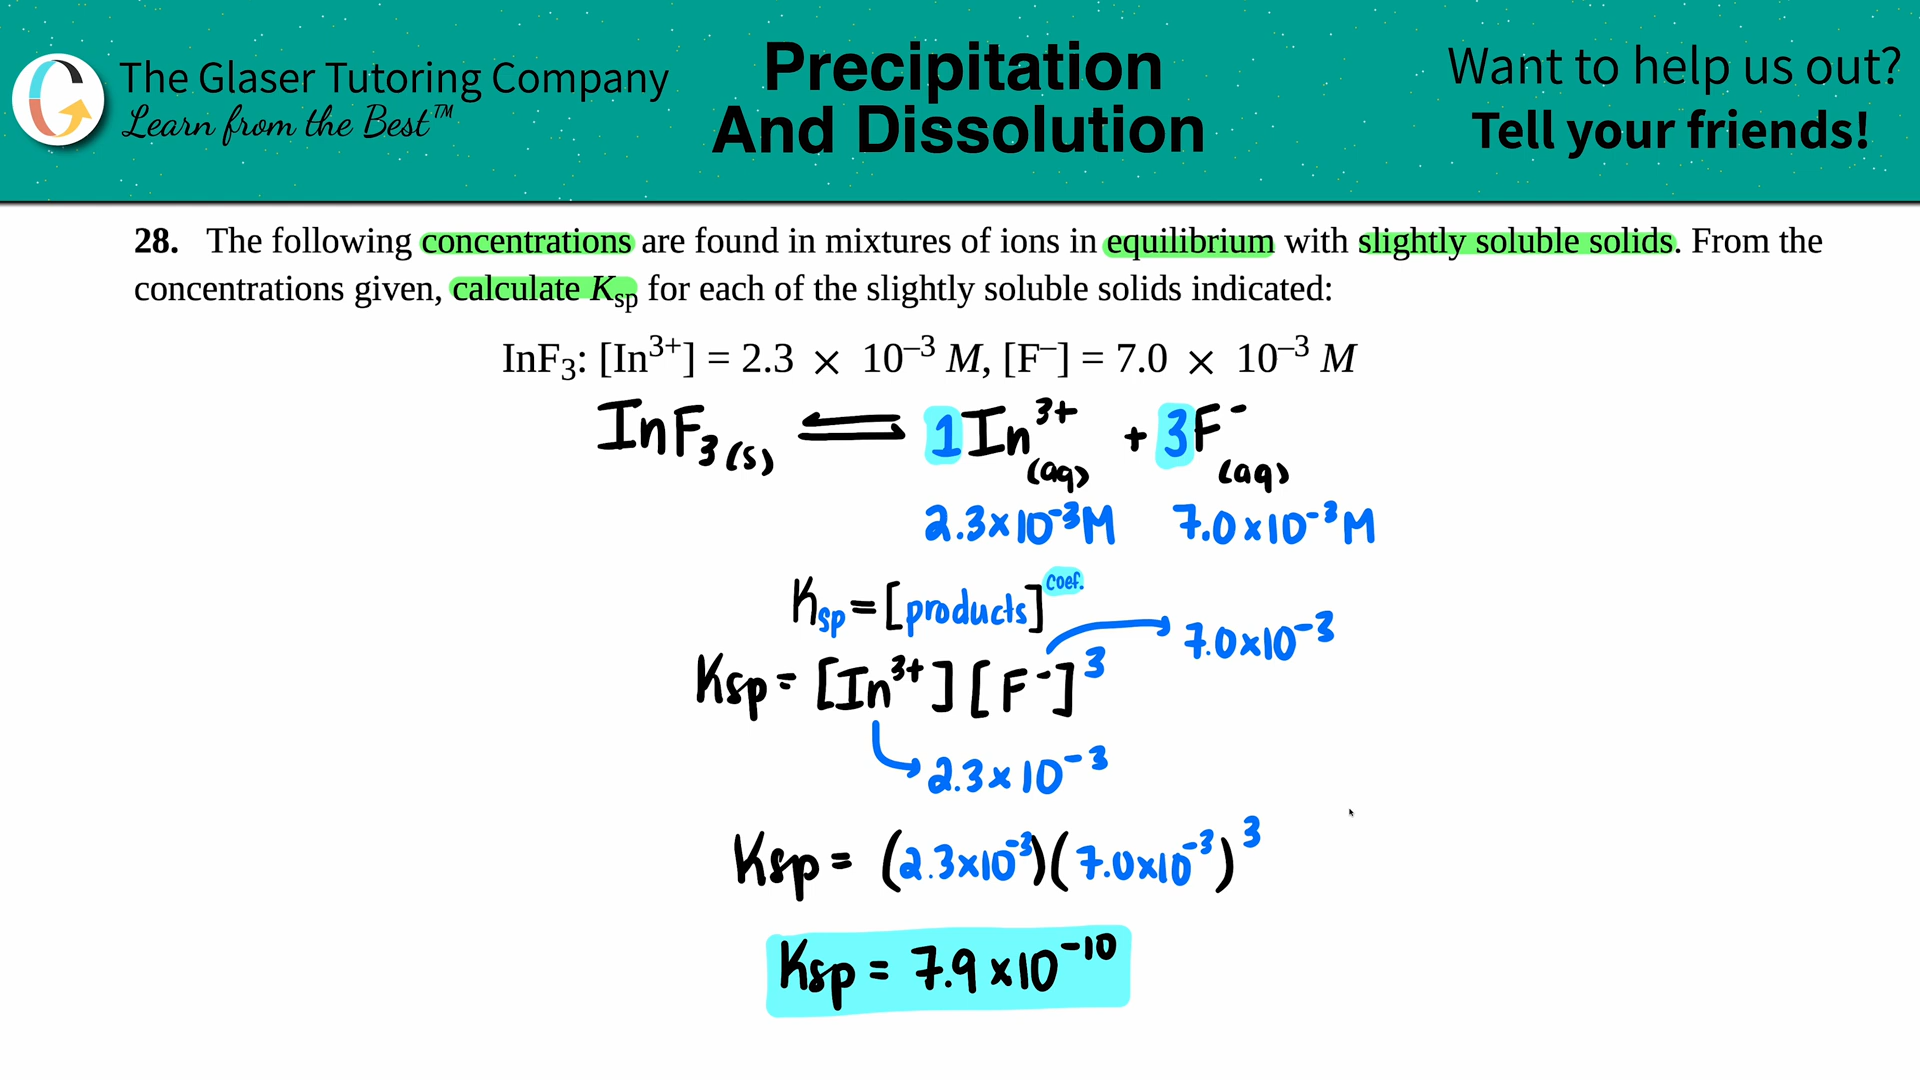 The Glaser Tutoring Company
Learn from the Best™
Precipitation
And Dissolution
Want to help us out?
Tell your friends!
28. The following concentrations are found in mixtures of ions in equilibrium with slightly soluble solids. From the
concentrations given, calculate Ksp for each of the slightly soluble solids indicated:
InF₃: [In³⁺] = 2.3 × 10⁻³ M, [F⁻] = 7.0 × 10⁻³ M
InF₃(s) ⇌ 1In³⁺(aq) + 3F⁻(aq)
2.3×10⁻³M 7.0×10⁻³M
Ksp=[products]^coef.
7.0×10⁻³
Ksp=[In³⁺][F⁻]³
2.3×10⁻³
Ksp= (2.3×10⁻³)(7.0×10⁻³)³
Ksp= 7.9×10⁻¹⁰